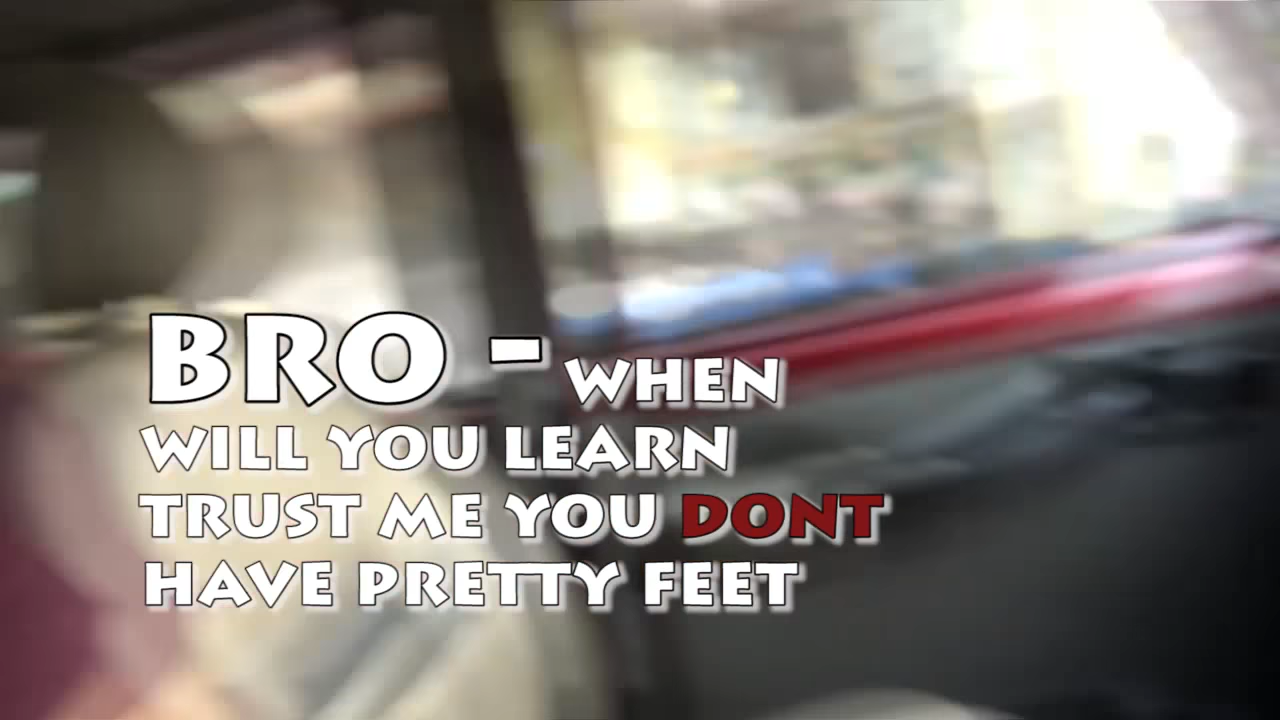 BRO - WHEN
WILL YOU LEARN
TRUST ME YOU DONT
HAVE PRETTY FEET